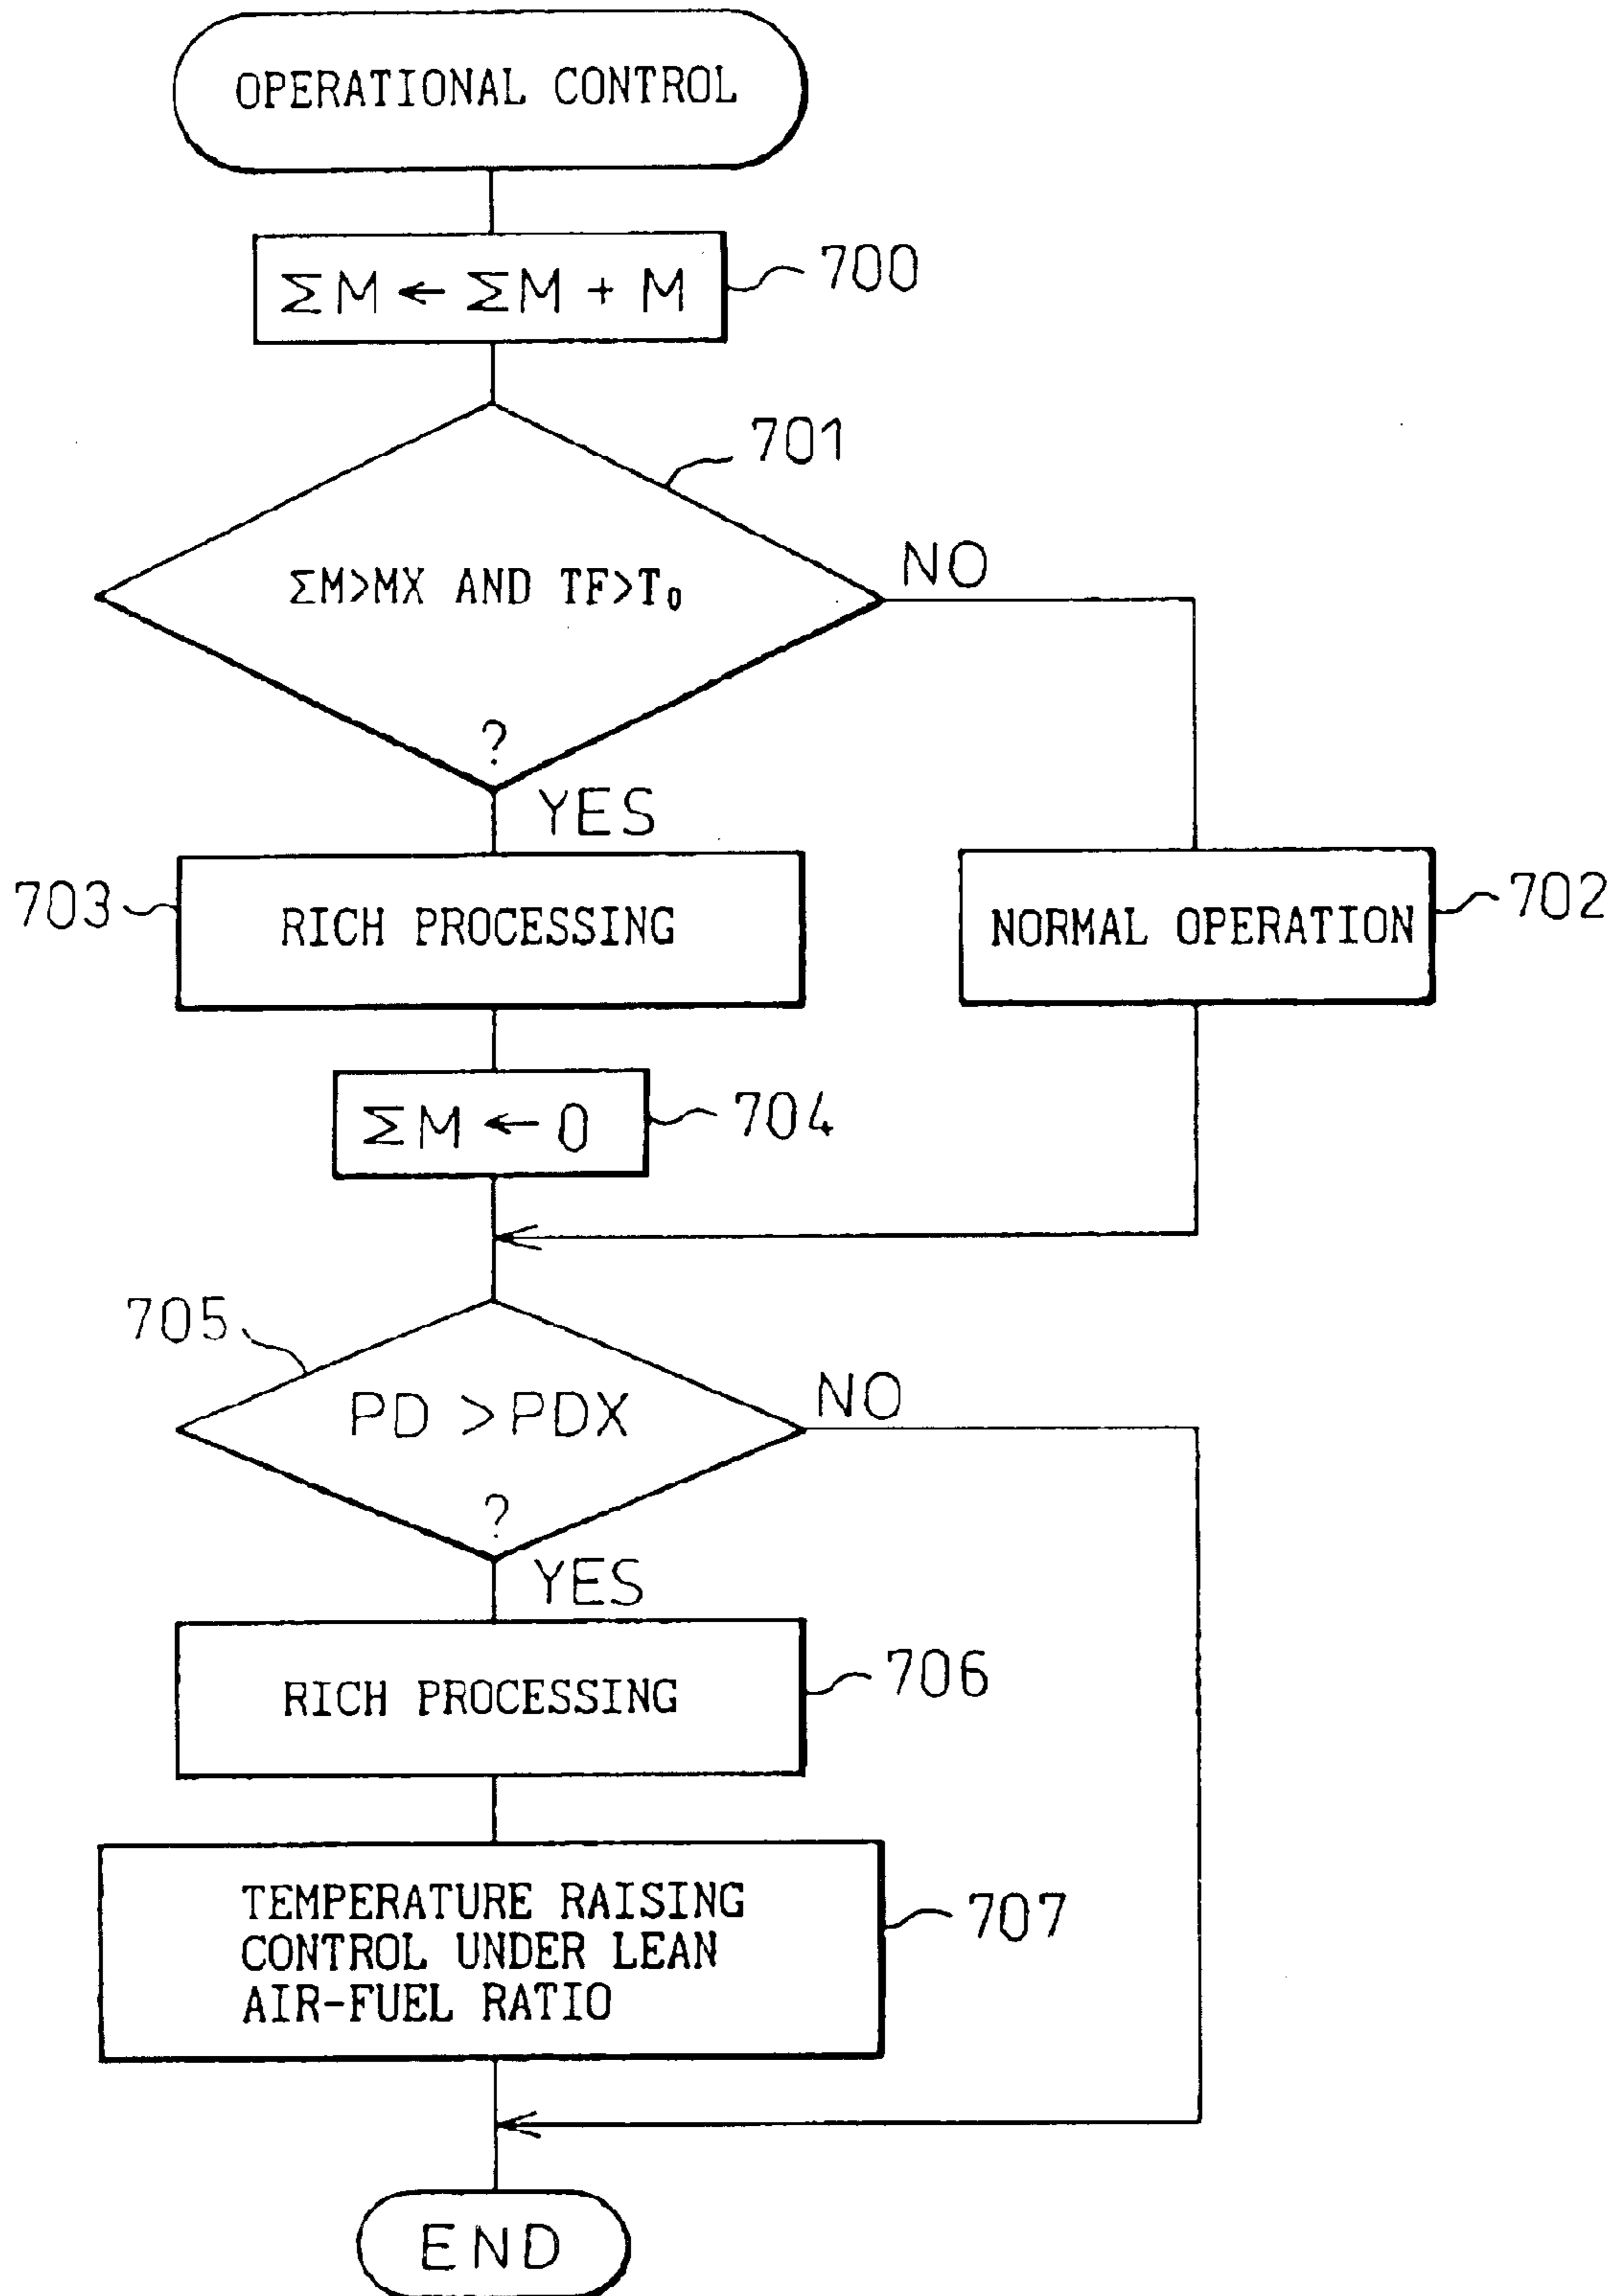 OPERATIONAL CONTROL
ΣM ← ΣM + M
700
701
ΣM>MX AND TF>T₀
?
NO
YES
703
RICH PROCESSING
NORMAL OPERATION
702
ΣM ← 0
704
705
PD >PDX
?
NO
YES
RICH PROCESSING
706
TEMPERATURE RAISING
CONTROL UNDER LEAN
AIR-FUEL RATIO
707
END